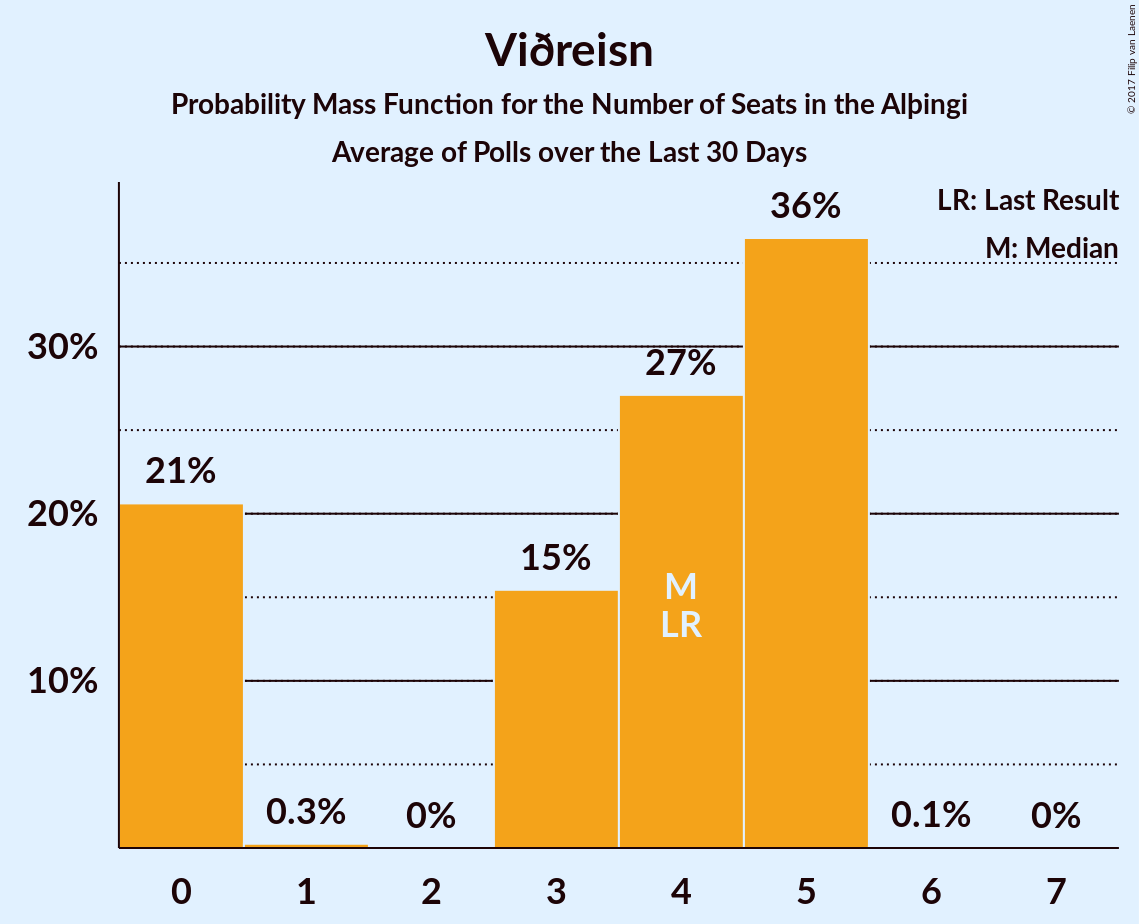 Viðreisn
Probability Mass Function for the Number of Seats in the Alþingi
Average of Polls over the Last 30 Days
© 2017 Filip van Laenen
LR: Last Result
M: Median
36%
30%
27%
21%
20%
15%
M
LR
10%
0.3%
0%
0.1%
0%
0 1 2 3 4 5 6 7